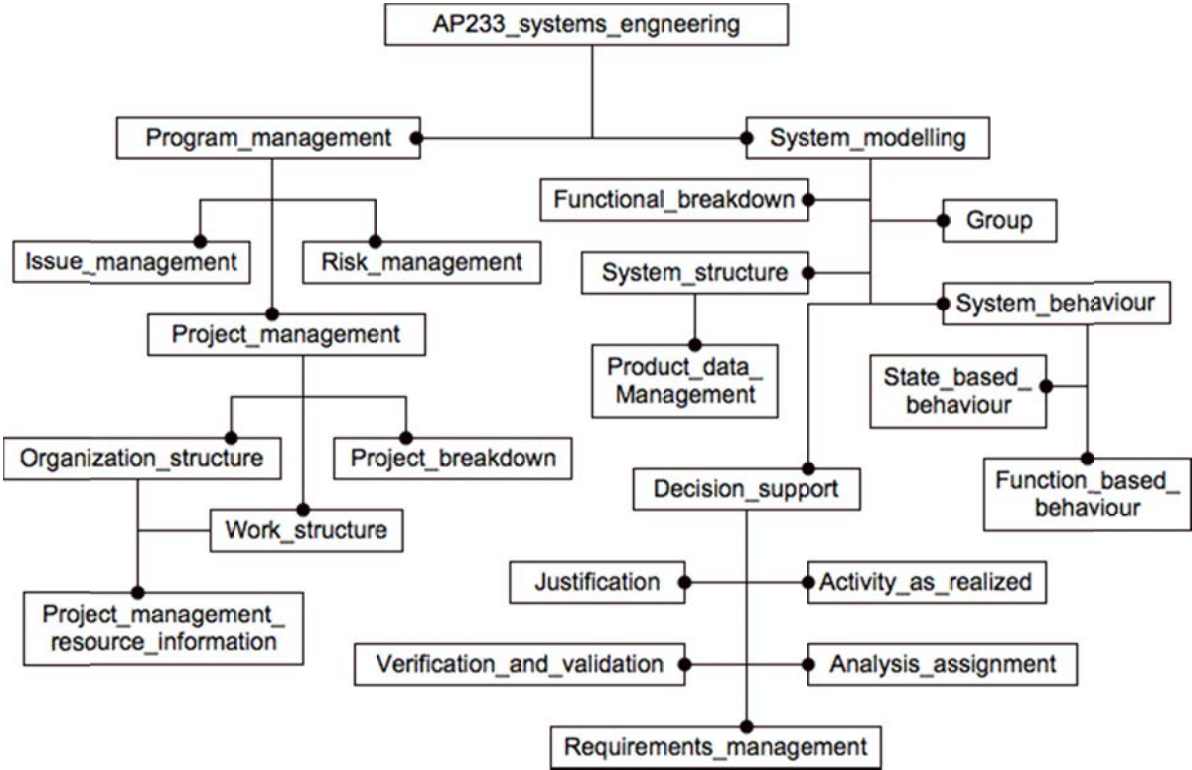 AP233_systems_engneering
Program_management
System_modelling
Functional_breakdown
Group
Issue_management
Risk_management
System_structure
System_behaviour
Project_management
Product_data_
Management
State_based_
behaviour
Organization_structure
Project_breakdown
Decision_support
Function_based_
behaviour
Work_structure
Justification
Activity_as_realized
Project_management_
resource_information
Verification_and_validation
Analysis_assignment
Requirements_management